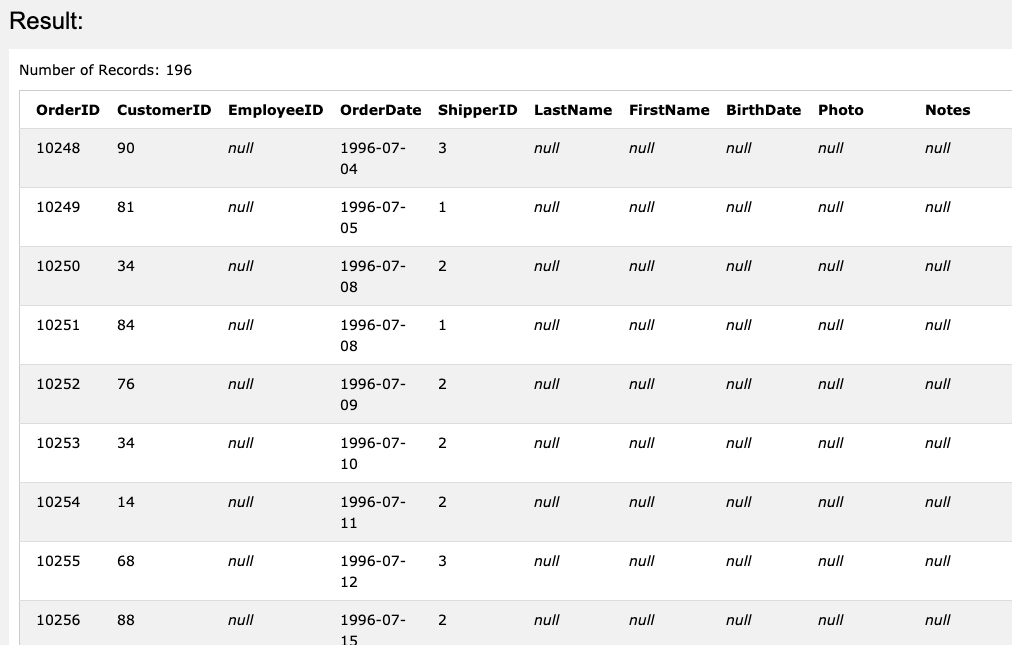 Result:
Number of Records: 196
OrderID CustomerID EmployeeID OrderDate ShipperID LastName FirstName BirthDate Photo Notes
10248 90 null 1996-07- 3 null null null null null
04
10249 81 null 1996-07- 1 null null null null null
05
10250 34 null 1996-07- 2 null null null null null
08
10251 84 null 1996-07- 1 null null null null null
08
10252 76 null 1996-07- 2 null null null null null
09
10253 34 null 1996-07- 2 null null null null null
10
10254 14 null 1996-07- 2 null null null null null
11
10255 68 null 1996-07- 3 null null null null null
12
10256 88 null 1996-07- 2 null null null null null
15